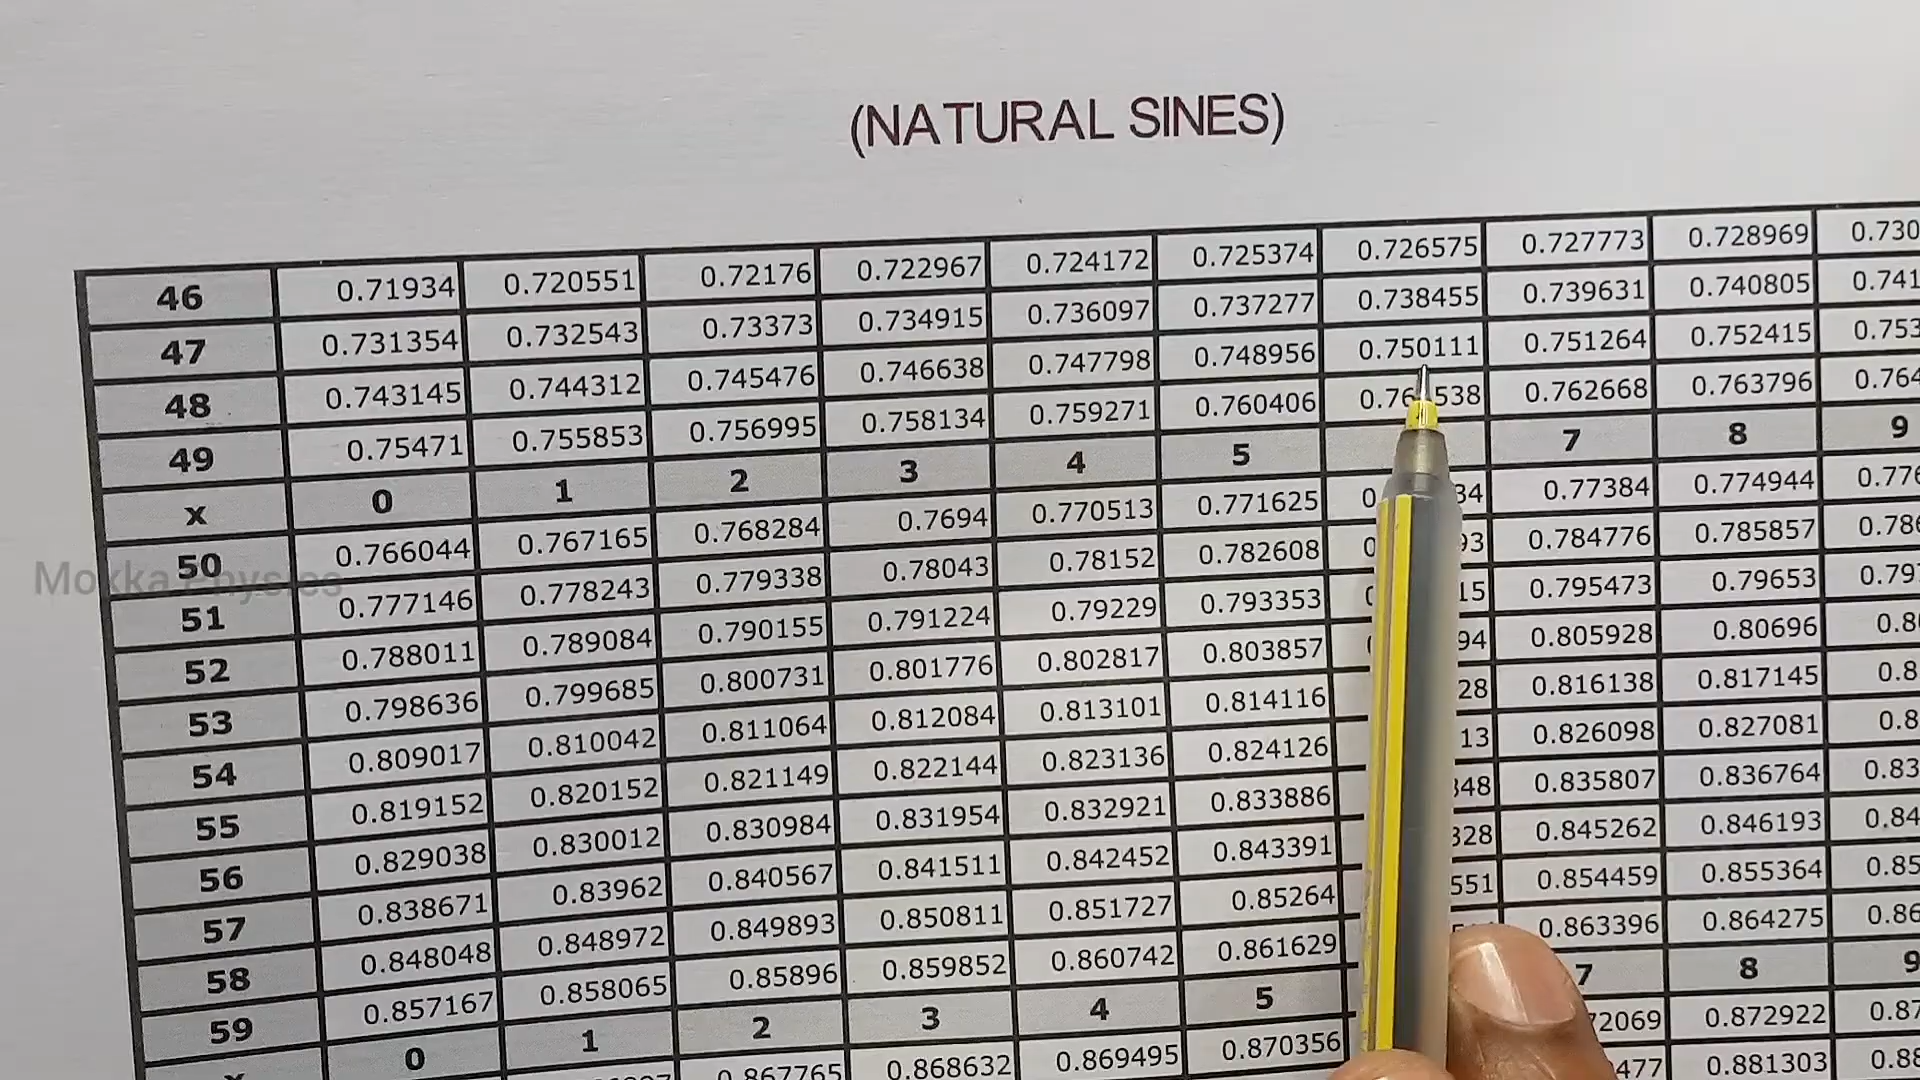 (NATURAL SINES)
46 0.71934 0.720551 0.72176 0.722967 0.724172 0.725374 0.726575 0.727773 0.728969 0.730
47 0.731354 0.732543 0.73373 0.734915 0.736097 0.737277 0.738455 0.739631 0.740805 0.741
48 0.743145 0.744312 0.745476 0.746638 0.747798 0.748956 0.750111 0.751264 0.752415 0.753
49 0.75471 0.755853 0.756995 0.758134 0.759271 0.760406 0.762668 0.763796 0.764
x 0 1 2 3 4 5 7 8 9
50 0.766044 0.767165 0.768284 0.7694 0.770513 0.771625 34 0.77384 0.774944 0.776
51 0.777146 0.778243 0.779338 0.78043 0.78152 0.782608 93 0.784776 0.785857 0.786
52 0.788011 0.789084 0.790155 0.791224 0.79229 0.793353 15 0.795473 0.79653 0.797
53 0.798636 0.799685 0.800731 0.801776 0.802817 0.803857 94 0.805928 0.80696 0.8
54 0.809017 0.810042 0.811064 0.812084 0.813101 0.814116 28 0.816138 0.817145 0.8
55 0.819152 0.820152 0.821149 0.822144 0.823136 0.824126 13 0.826098 0.827081 0.8
56 0.829038 0.830012 0.830984 0.831954 0.832921 0.833886 48 0.835807 0.836764 0.83
57 0.838671 0.83962 0.840567 0.841511 0.842452 0.843391 28 0.845262 0.846193 0.84
58 0.848048 0.848972 0.849893 0.850811 0.851727 0.85264 551 0.854459 0.855364 0.85
59 0.857167 0.858065 0.85896 0.859852 0.860742 0.861629 0.863396 0.864275 0.86
x 0 1 2 3 4 5 7 8 9
0.867765 0.868632 0.869495 0.870356 72069 0.872922 0.87
477 0.881303 0.88
Mokka Physics